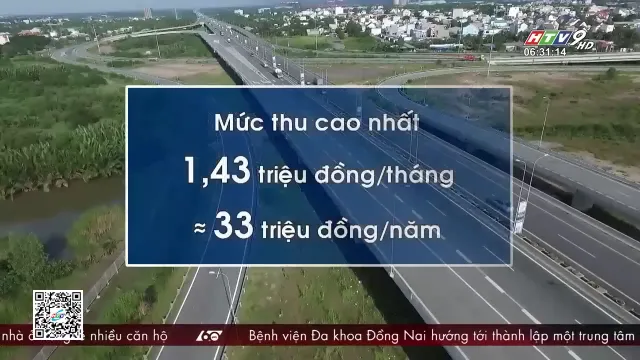 HTV9 HD
06:31:14
Mức thu cao nhất
1,43 triệu đồng/tháng
≈ 33 triệu đồng/năm
nhiều căn hộ
Bệnh viện Đa khoa Đồng Nai hướng tới thành lập một trung tâm